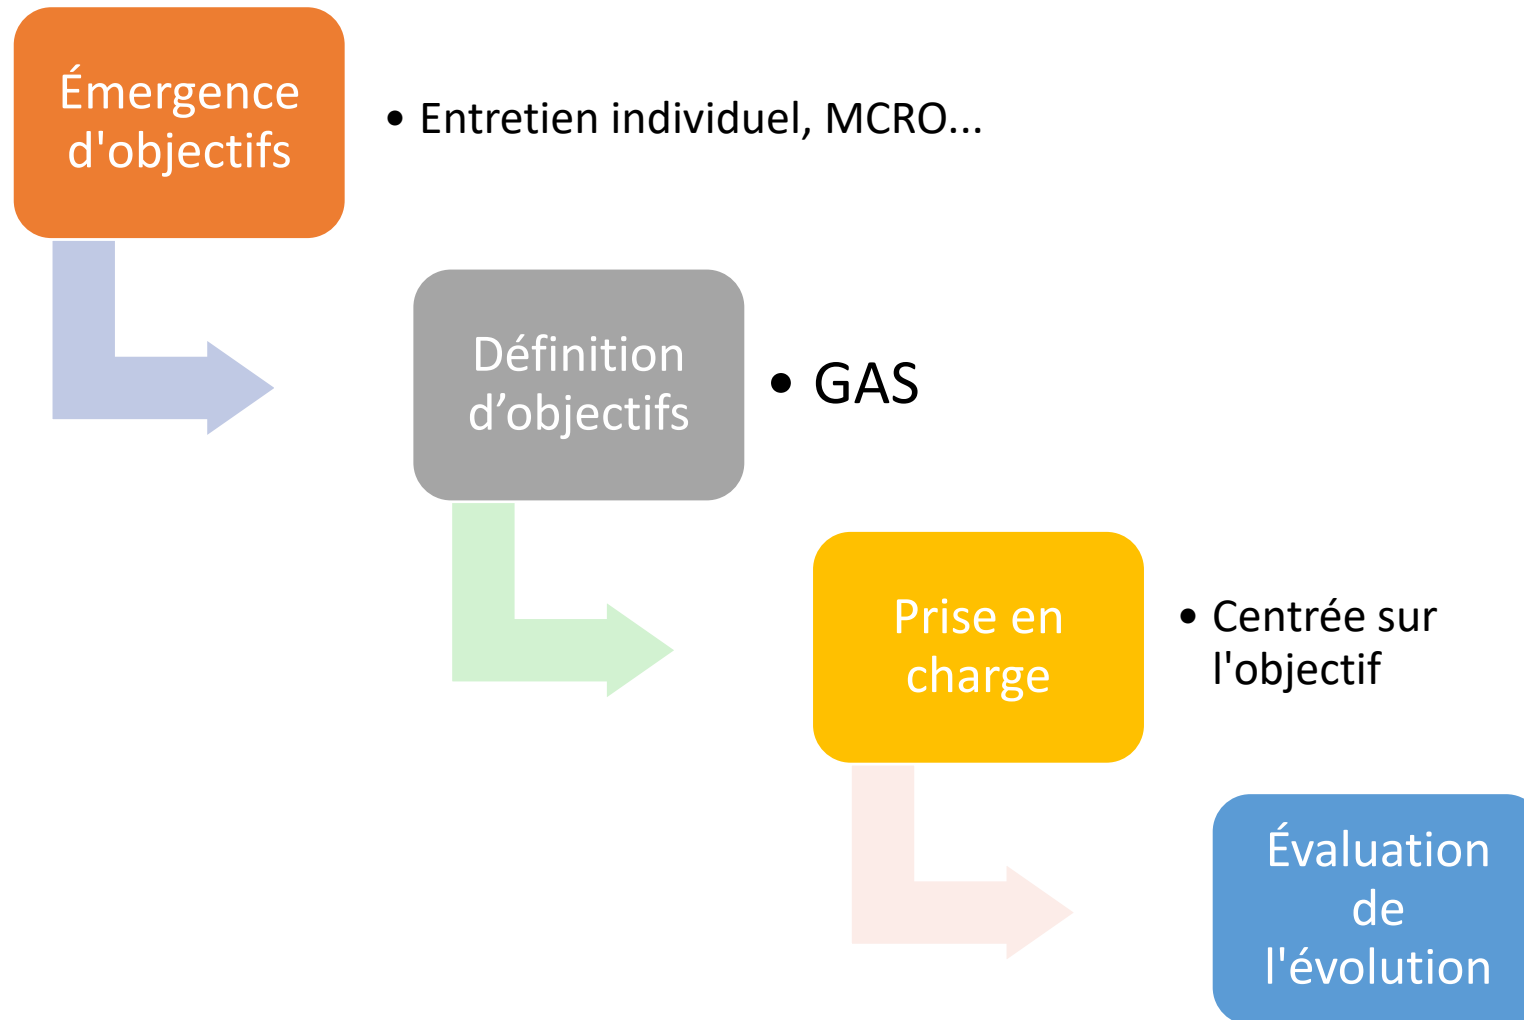 Émergence
d'objectifs
• Entretien individuel, MCRO...
Définition
d’objectifs
• GAS
Prise en
charge
• Centrée sur
l'objectif
Évaluation
de
l'évolution